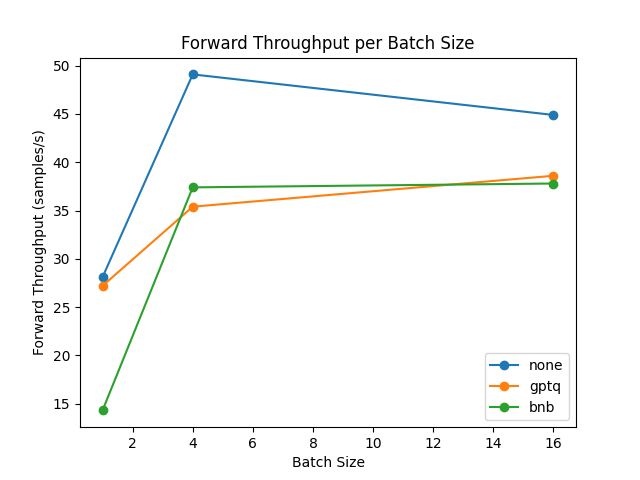 Forward Throughput per Batch Size
Forward Throughput (samples/s)
50
45
40
35
30
25
20
15
2 4 6 8 10 12 14 16
Batch Size
none
gptq
bnb